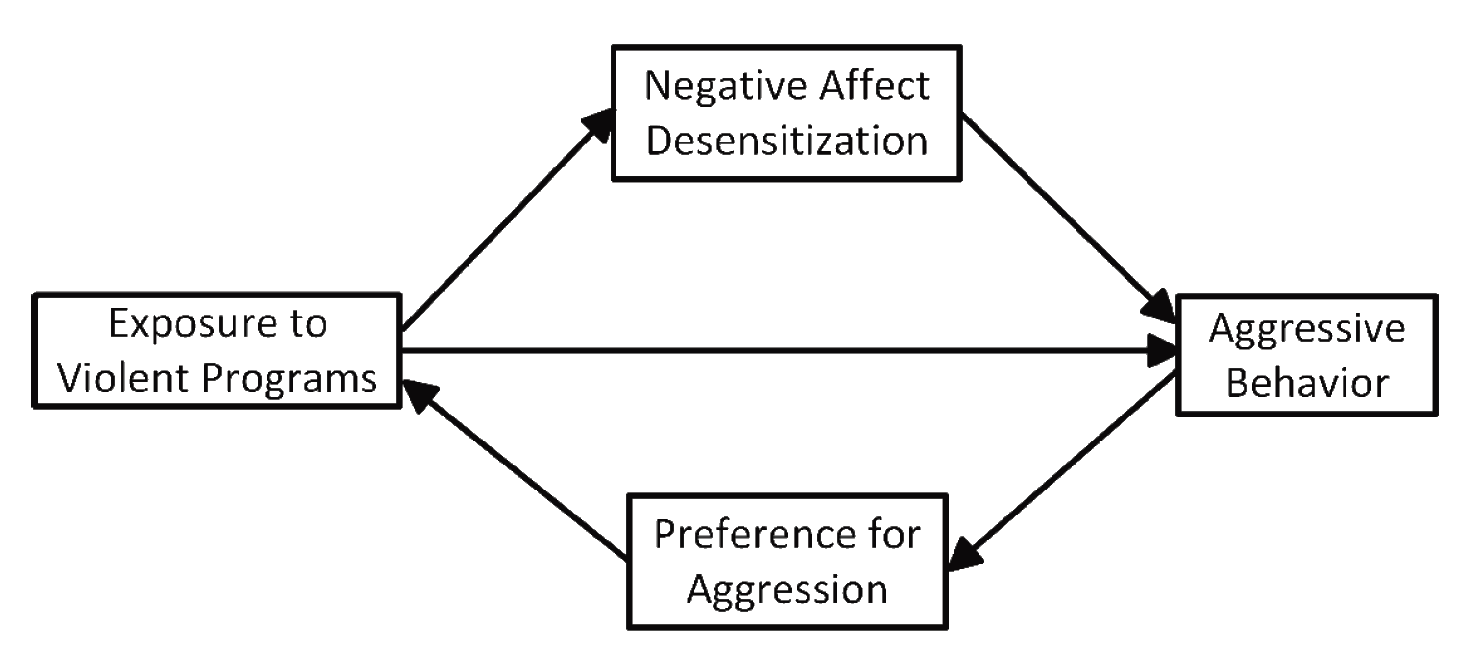 Negative Affect
Desensitization
Exposure to
Violent Programs
Aggressive
Behavior
Preference for
Aggression